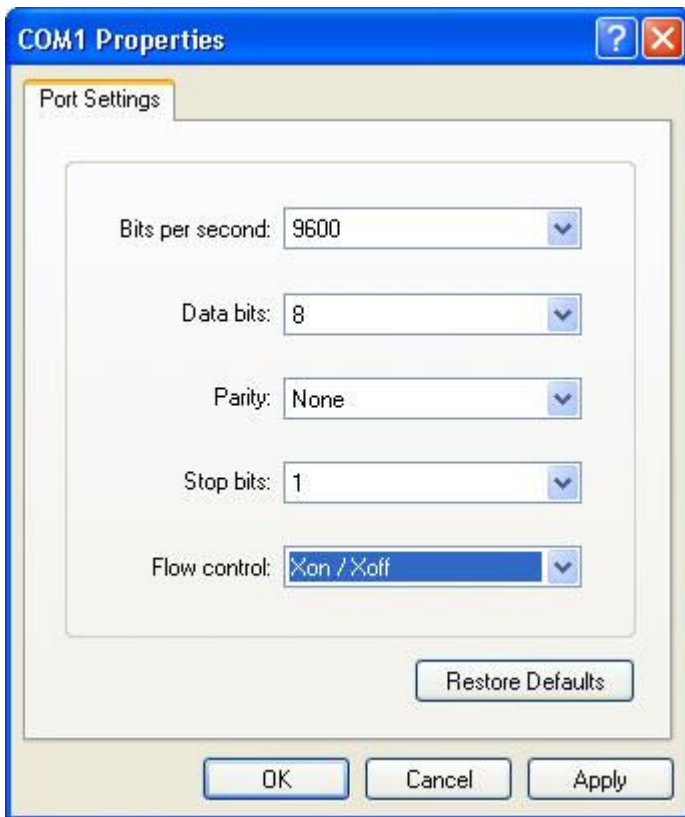 COM1 Properties
Port Settings
Bits per second: 9600
Data bits: 8
Parity: None
Stop bits: 1
Flow control: Xon / Xoff
Restore Defaults
OK Cancel Apply